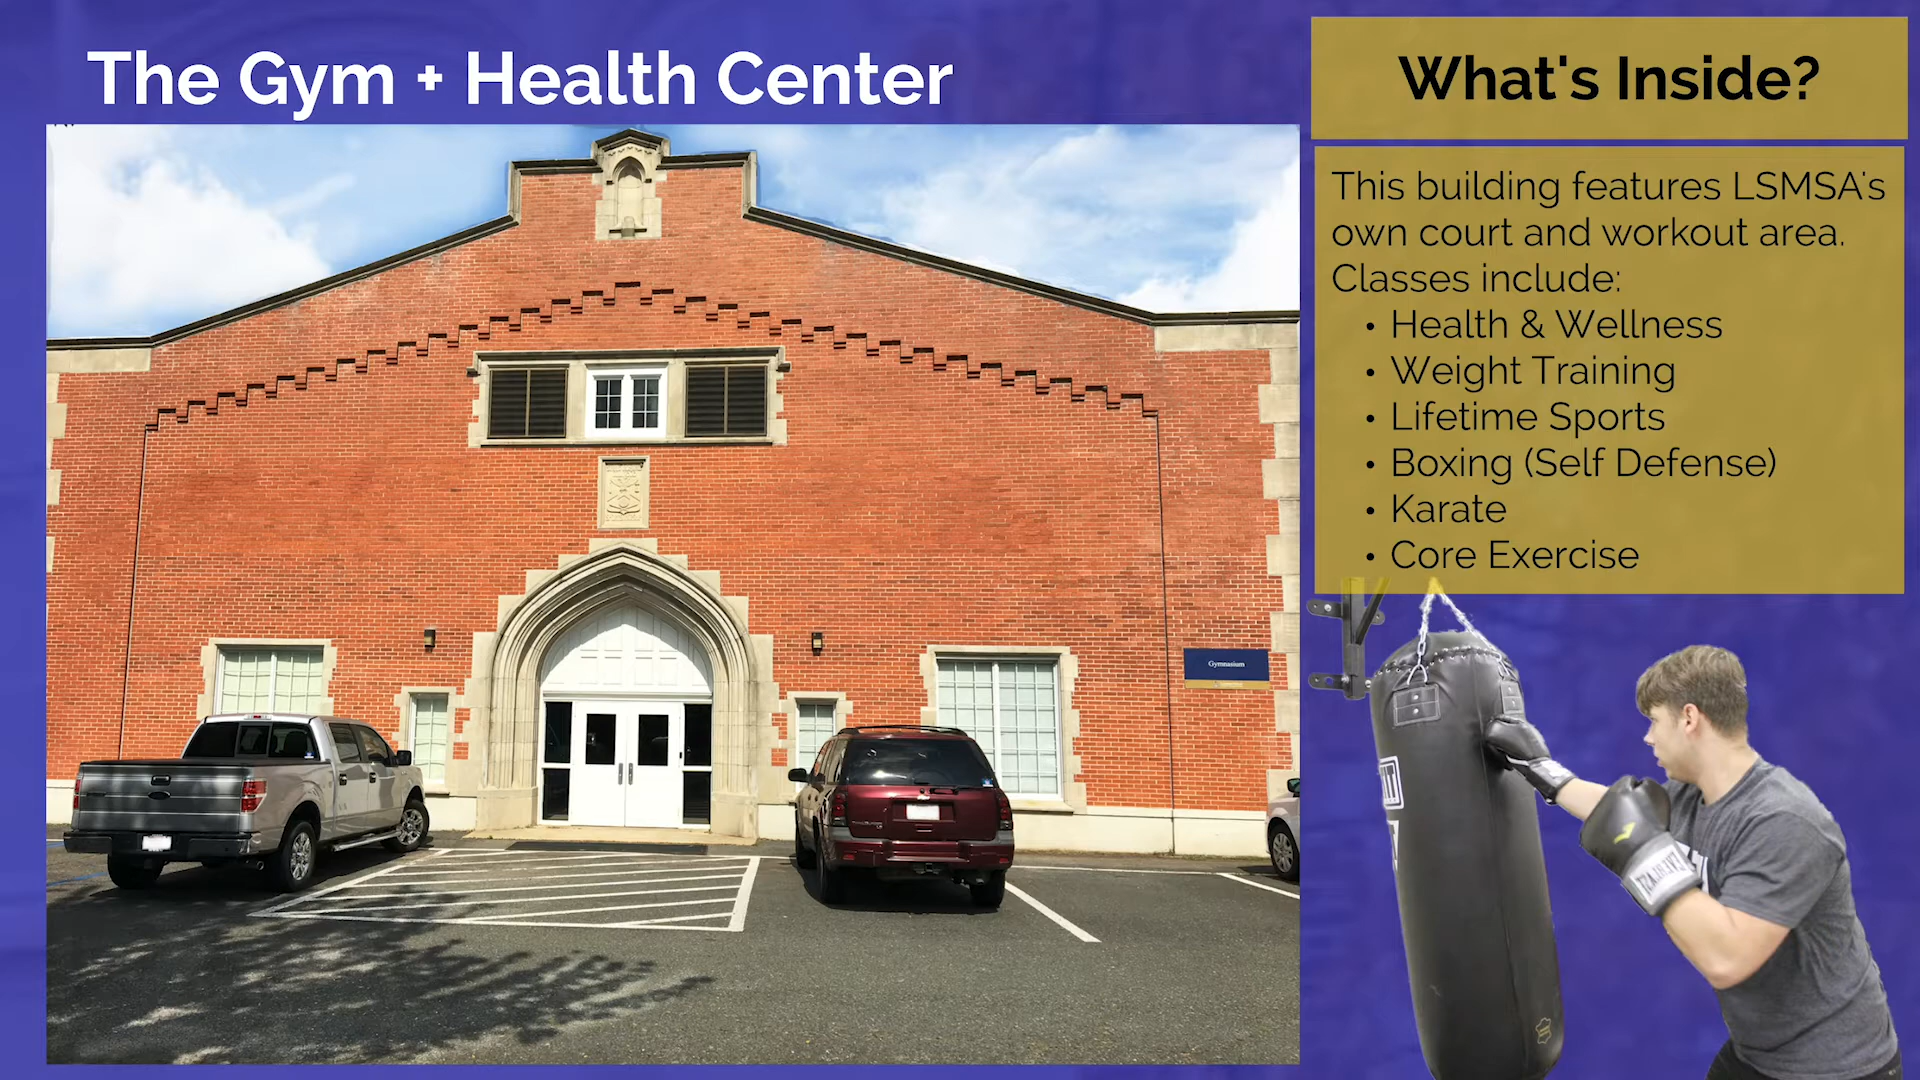 The Gym + Health Center
What's Inside?
This building features LSMSA's
own court and workout area.
Classes include:
• Health & Wellness
• Weight Training
• Lifetime Sports
• Boxing (Self Defense)
• Karate
• Core Exercise
Gymnasium
EVERLAST